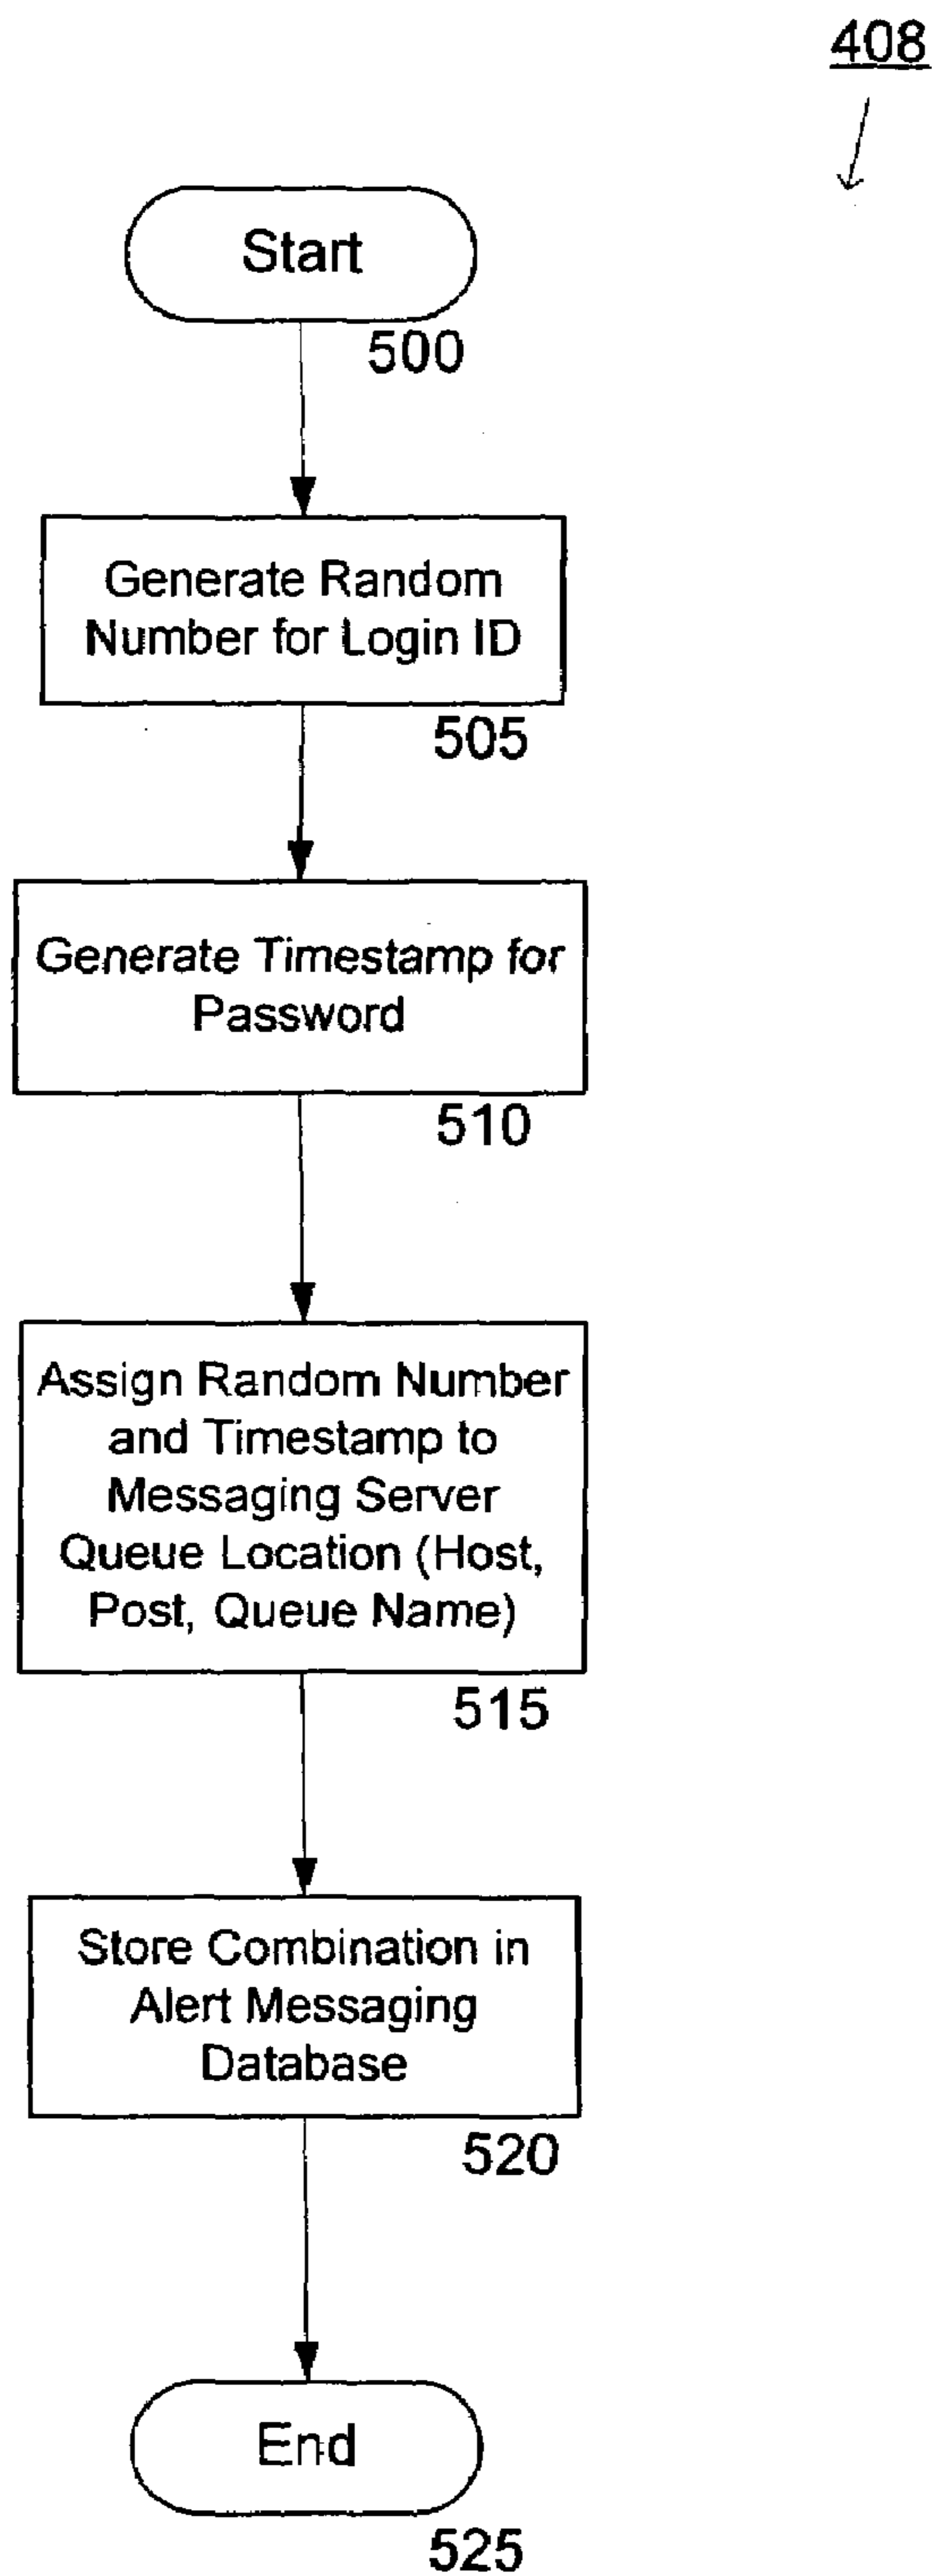 408
Start
500
Generate Random
Number for Login ID
505
Generate Timestamp for
Password
510
Assign Random Number
and Timestamp to
Messaging Server
Queue Location (Host,
Post, Queue Name)
515
Store Combination in
Alert Messaging
Database
520
End
525